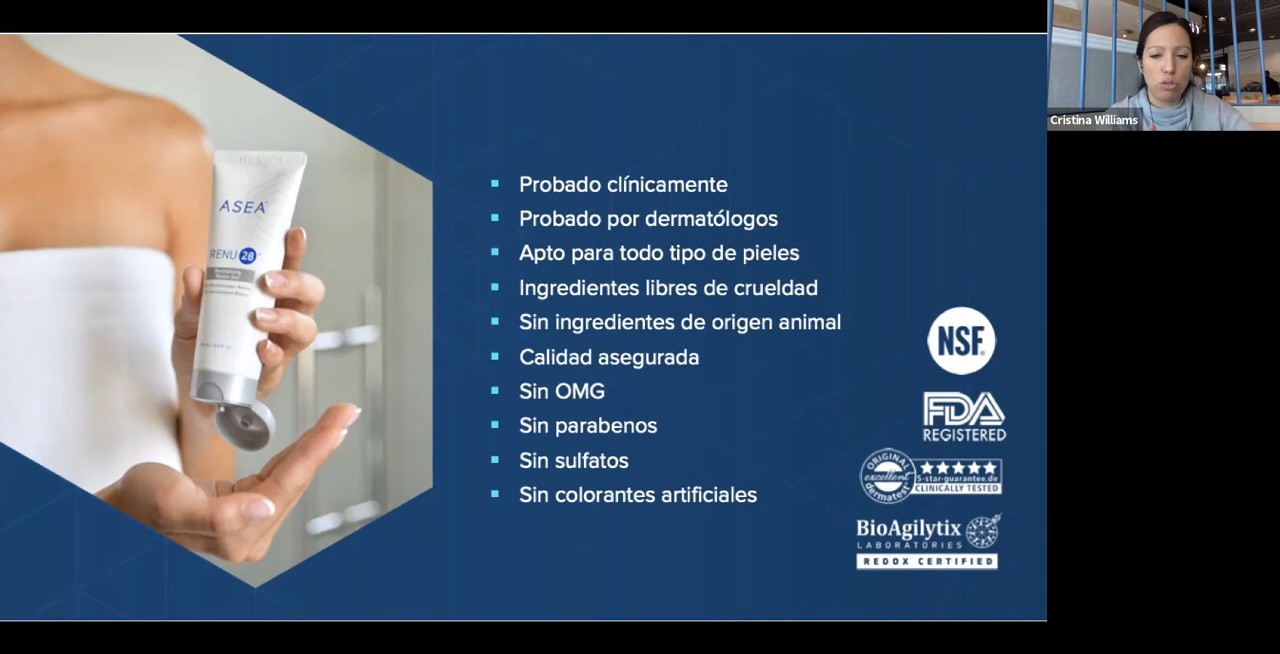 Cristina Williams
ASEA
RENU 28
Probado clínicamente
Probado por dermatólogos
Apto para todo tipo de pieles
Ingredientes libres de crueldad
Sin ingredientes de origen animal
Calidad asegurada
Sin OMG
Sin parabenos
Sin sulfatos
Sin colorantes artificiales
NSF
FDA
REGISTERED
ORIGINAL
excellent
dermatest
5-star-guarantee.de
CLINICALLY TESTED
BioAgilytix
LABORATORIES
REDOX CERTIFIED